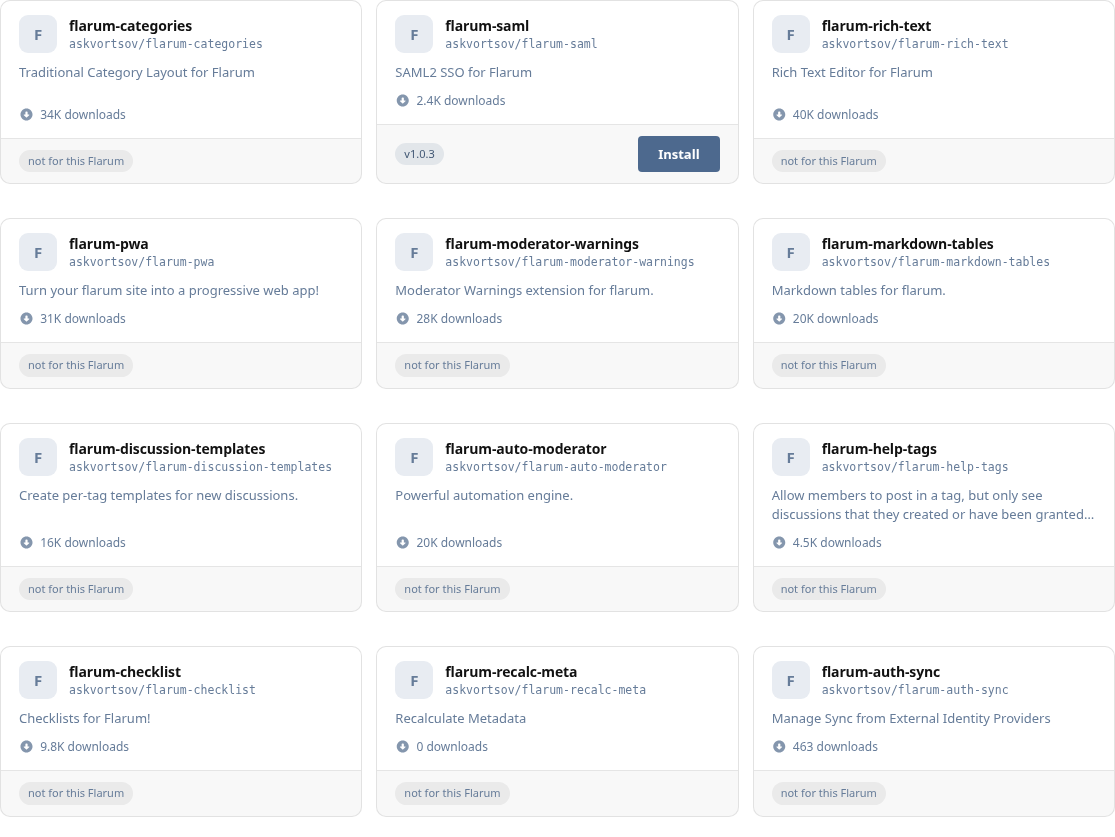 F
flarum-categories
askvortsov/flarum-categories
Traditional Category Layout for Flarum
34K downloads
not for this Flarum
F
flarum-saml
askvortsov/flarum-saml
SAML2 SSO for Flarum
2.4K downloads
v1.0.3
Install
F
flarum-rich-text
askvortsov/flarum-rich-text
Rich Text Editor for Flarum
40K downloads
not for this Flarum
F
flarum-pwa
askvortsov/flarum-pwa
Turn your flarum site into a progressive web app!
31K downloads
not for this Flarum
F
flarum-moderator-warnings
askvortsov/flarum-moderator-warnings
Moderator Warnings extension for flarum.
28K downloads
not for this Flarum
F
flarum-markdown-tables
askvortsov/flarum-markdown-tables
Markdown tables for flarum.
20K downloads
not for this Flarum
F
flarum-discussion-templates
askvortsov/flarum-discussion-templates
Create per-tag templates for new discussions.
16K downloads
not for this Flarum
F
flarum-auto-moderator
askvortsov/flarum-auto-moderator
Powerful automation engine.
20K downloads
not for this Flarum
F
flarum-help-tags
askvortsov/flarum-help-tags
Allow members to post in a tag, but only see
discussions that they created or have been granted...
4.5K downloads
not for this Flarum
F
flarum-checklist
askvortsov/flarum-checklist
Checklists for Flarum!
9.8K downloads
not for this Flarum
F
flarum-recalc-meta
askvortsov/flarum-recalc-meta
Recalculate Metadata
0 downloads
not for this Flarum
F
flarum-auth-sync
askvortsov/flarum-auth-sync
Manage Sync from External Identity Providers
463 downloads
not for this Flarum